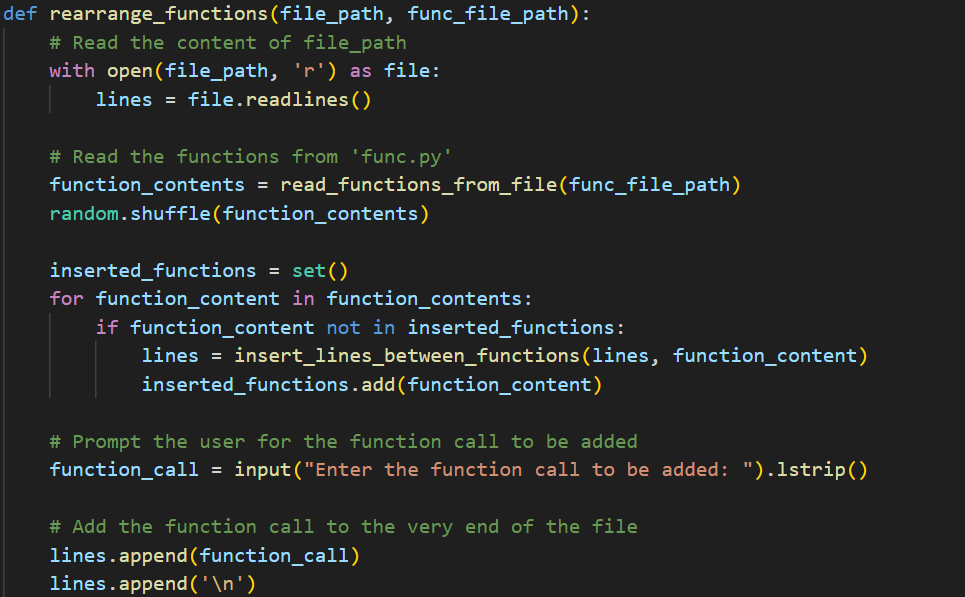 def rearrange_functions(file_path, func_file_path):
    # Read the content of file_path
    with open(file_path, 'r') as file:
        lines = file.readlines()

    # Read the functions from 'func.py'
    function_contents = read_functions_from_file(func_file_path)
    random.shuffle(function_contents)

    inserted_functions = set()
    for function_content in function_contents:
        if function_content not in inserted_functions:
            lines = insert_lines_between_functions(lines, function_content)
            inserted_functions.add(function_content)

    # Prompt the user for the function call to be added
    function_call = input("Enter the function call to be added: ").lstrip()

    # Add the function call to the very end of the file
    lines.append(function_call)
    lines.append('\n')